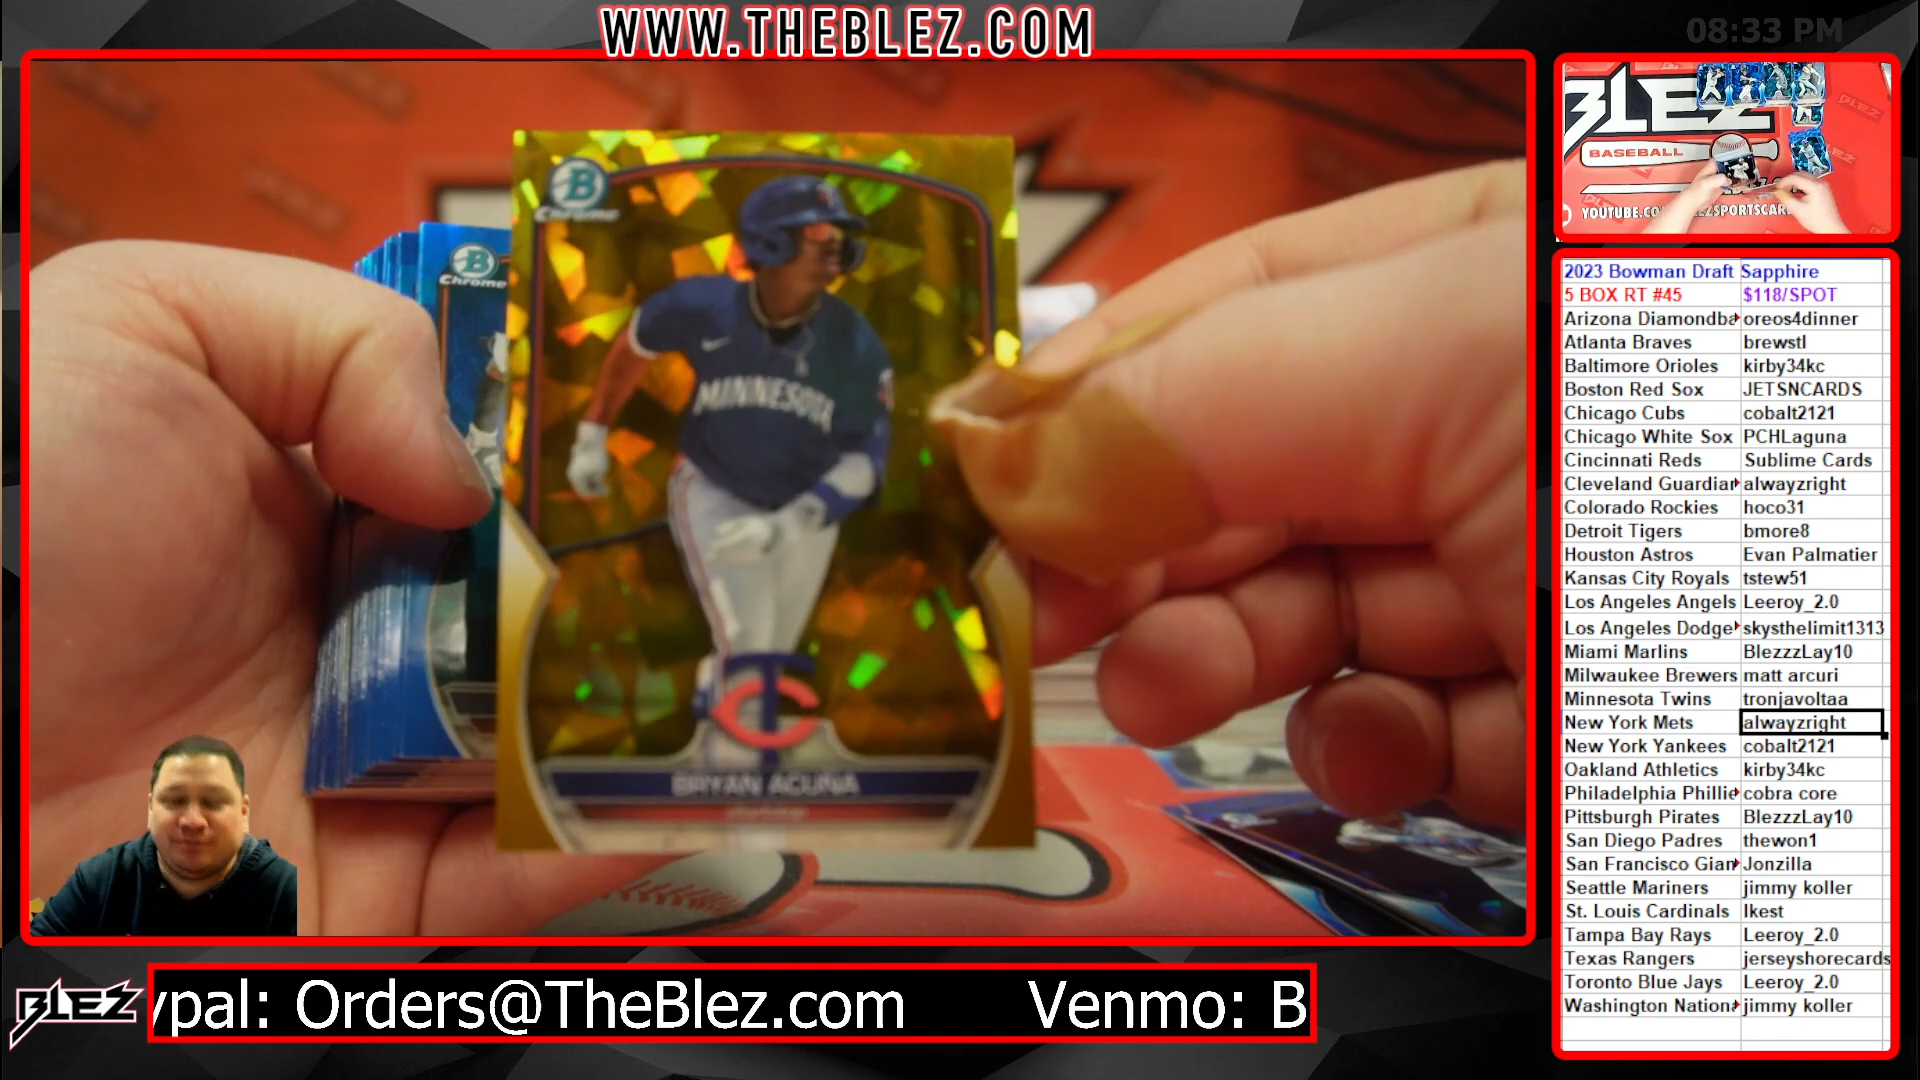 WWW.THEBLEZ.COM
08:33 PM
B
Chrome
B
Chrome
MINNESOTA
TC
BRYAN ACUNA
BLEZ
BASEBALL
2023 Bowman Draft Sapphire
5 BOX RT #45 $118/SPOT
Arizona Diamondba oreos4dinner
Atlanta Braves brewstl
Baltimore Orioles kirby34kc
Boston Red Sox JETSNCARDS
Chicago Cubs cobalt2121
Chicago White Sox PCHLaguna
Cincinnati Reds Sublime Cards
Cleveland Guardian alwayzright
Colorado Rockies hoco31
Detroit Tigers bmore8
Houston Astros Evan Palmatier
Kansas City Royals tstew51
Los Angeles Angels Leeroy_2.0
Los Angeles Dodge skysthelimit1313
Miami Marlins BlezzzLay10
Milwaukee Brewers matt arcuri
Minnesota Twins tronjavoltaa
New York Mets alwayzright
New York Yankees cobalt2121
Oakland Athletics kirby34kc
Philadelphia Phillie cobra core
Pittsburgh Pirates BlezzzLay10
San Diego Padres thewon1
San Francisco Gian Jonzilla
Seattle Mariners jimmy koller
St. Louis Cardinals lkest
Tampa Bay Rays Leeroy_2.0
Texas Rangers jerseyshorecards
Toronto Blue Jays Leeroy_2.0
Washington Nationa jimmy koller
BLEZ
ypal: Orders@TheBlez.com Venmo: B